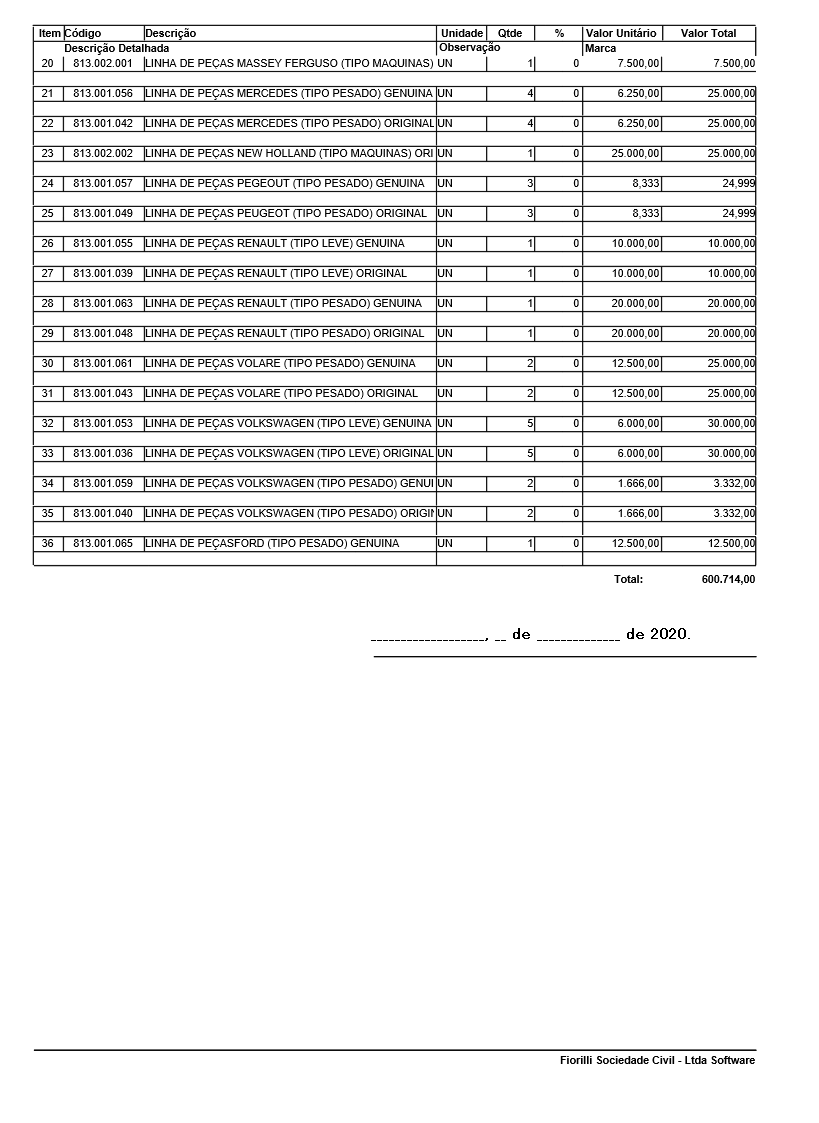 Item Código Descrição Unidade Qtde % Valor Unitário Valor Total
Descrição Detalhada Observação Marca
20 813.002.001 LINHA DE PEÇAS MASSEY FERGUSO (TIPO MAQUINAS) UN 1 0 7.500,00 7.500,00
21 813.001.056 LINHA DE PEÇAS MERCEDES (TIPO PESADO) GENUINA UN 4 0 6.250,00 25.000,00
22 813.001.042 LINHA DE PEÇAS MERCEDES (TIPO PESADO) ORIGINAL UN 4 0 6.250,00 25.000,00
23 813.002.002 LINHA DE PEÇAS NEW HOLLAND (TIPO MAQUINAS) ORI UN 1 0 25.000,00 25.000,00
24 813.001.057 LINHA DE PEÇAS PEGEOUT (TIPO PESADO) GENUINA UN 3 0 8,333 24,999
25 813.001.049 LINHA DE PEÇAS PEUGEOT (TIPO PESADO) ORIGINAL UN 3 0 8,333 24,999
26 813.001.055 LINHA DE PEÇAS RENAULT (TIPO LEVE) GENUINA UN 1 0 10.000,00 10.000,00
27 813.001.039 LINHA DE PEÇAS RENAULT (TIPO LEVE) ORIGINAL UN 1 0 10.000,00 10.000,00
28 813.001.063 LINHA DE PEÇAS RENAULT (TIPO PESADO) GENUINA UN 1 0 20.000,00 20.000,00
29 813.001.048 LINHA DE PEÇAS RENAULT (TIPO PESADO) ORIGINAL UN 1 0 20.000,00 20.000,00
30 813.001.061 LINHA DE PEÇAS VOLARE (TIPO PESADO) GENUINA UN 2 0 12.500,00 25.000,00
31 813.001.043 LINHA DE PEÇAS VOLARE (TIPO PESADO) ORIGINAL UN 2 0 12.500,00 25.000,00
32 813.001.053 LINHA DE PEÇAS VOLKSWAGEN (TIPO LEVE) GENUINA UN 5 0 6.000,00 30.000,00
33 813.001.036 LINHA DE PEÇAS VOLKSWAGEN (TIPO LEVE) ORIGINAL UN 5 0 6.000,00 30.000,00
34 813.001.059 LINHA DE PEÇAS VOLKSWAGEN (TIPO PESADO) GENUI UN 2 0 1.666,00 3.332,00
35 813.001.040 LINHA DE PEÇAS VOLKSWAGEN (TIPO PESADO) ORIGIN UN 2 0 1.666,00 3.332,00
36 813.001.065 LINHA DE PEÇASFORD (TIPO PESADO) GENUINA UN 1 0 12.500,00 12.500,00
Total: 600.714,00
___________________, __ de ______________ de 2020.
Fiorilli Sociedade Civil - Ltda Software